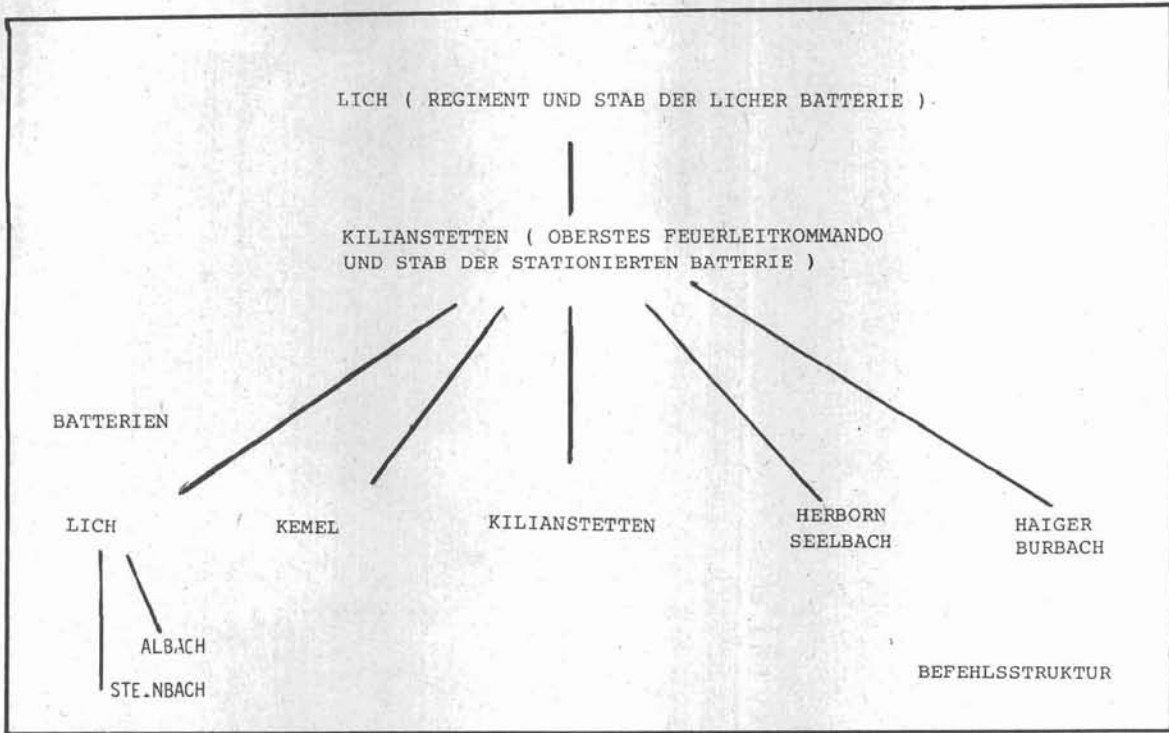 LICH ( REGIMENT UND STAB DER LICHER BATTERIE )
KILIANSTETTEN ( OBERSTES FEUERLEITKOMMANDO
UND STAB DER STATIONIERTEN BATTERIE )
BATTERIEN
LICH
KEMEL
KILIANSTETTEN
HERBORN
SEELBACH
HAIGER
BURBACH
ALBACH
STEINBACH
BEFEHLSSTRUKTUR